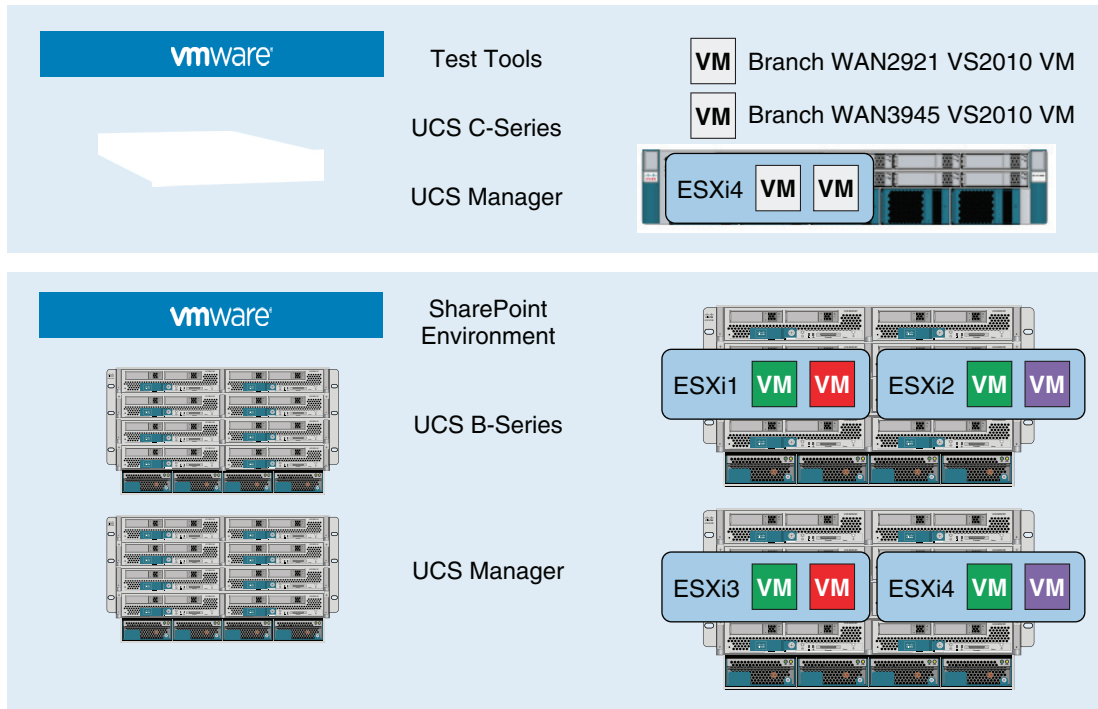 vmware
Test Tools
UCS C-Series
UCS Manager
VM Branch WAN2921 VS2010 VM
VM Branch WAN3945 VS2010 VM
ESXi4 VM VM
vmware
SharePoint
Environment
UCS B-Series
UCS Manager
ESXi1 VM VM
ESXi2 VM VM
ESXi3 VM VM
ESXi4 VM VM